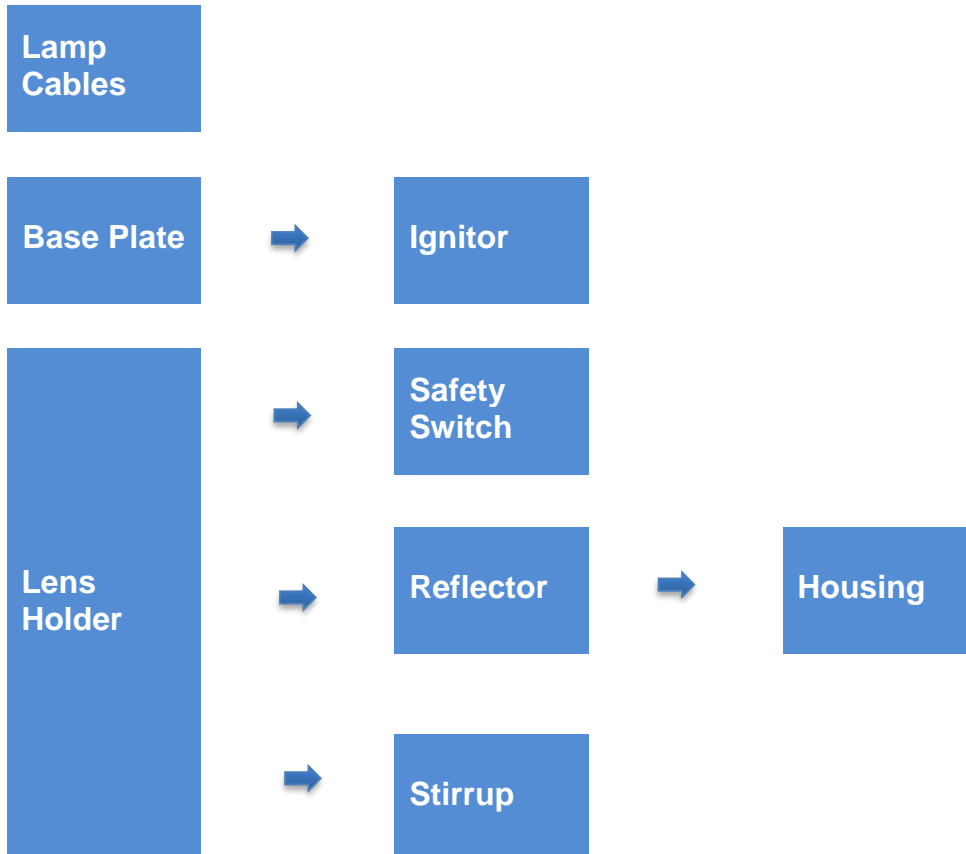 Lamp
Cables
Base Plate
Ignitor
Safety
Switch
Lens
Holder
Reflector
Housing
Stirrup